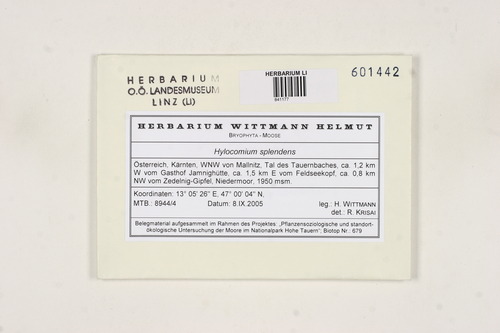 HERBARIUM
O.Ö. LANDESMUSEUM
LINZ (LI)
HERBARIUM LI
841177
601442
HERBARIUM WITTMANN HELMUT
BRYOPHYTA - MOOSE
Hylocomium splendens
Österreich, Kärnten, WNW von Mallnitz, Tal des Tauernbaches, ca. 1,2 km
W vom Gasthof Jamnighütte, ca. 1,5 km E vom Feldseekopf, ca. 0,8 km
NW vom Zedelnig-Gipfel, Niedermoor, 1950 msm.
Koordinaten: 13° 05' 26" E, 47° 00' 04" N.
MTB.: 8944/4 Datum: 8.IX.2005 leg.: H. WITTMANN
det.: R. KRISAI
Belegmaterial aufgesammelt im Rahmen des Projektes: „Pflanzensoziologische und standort-
ökologische Untersuchung der Moore im Nationalpark Hohe Tauern"; Biotop Nr.: 679